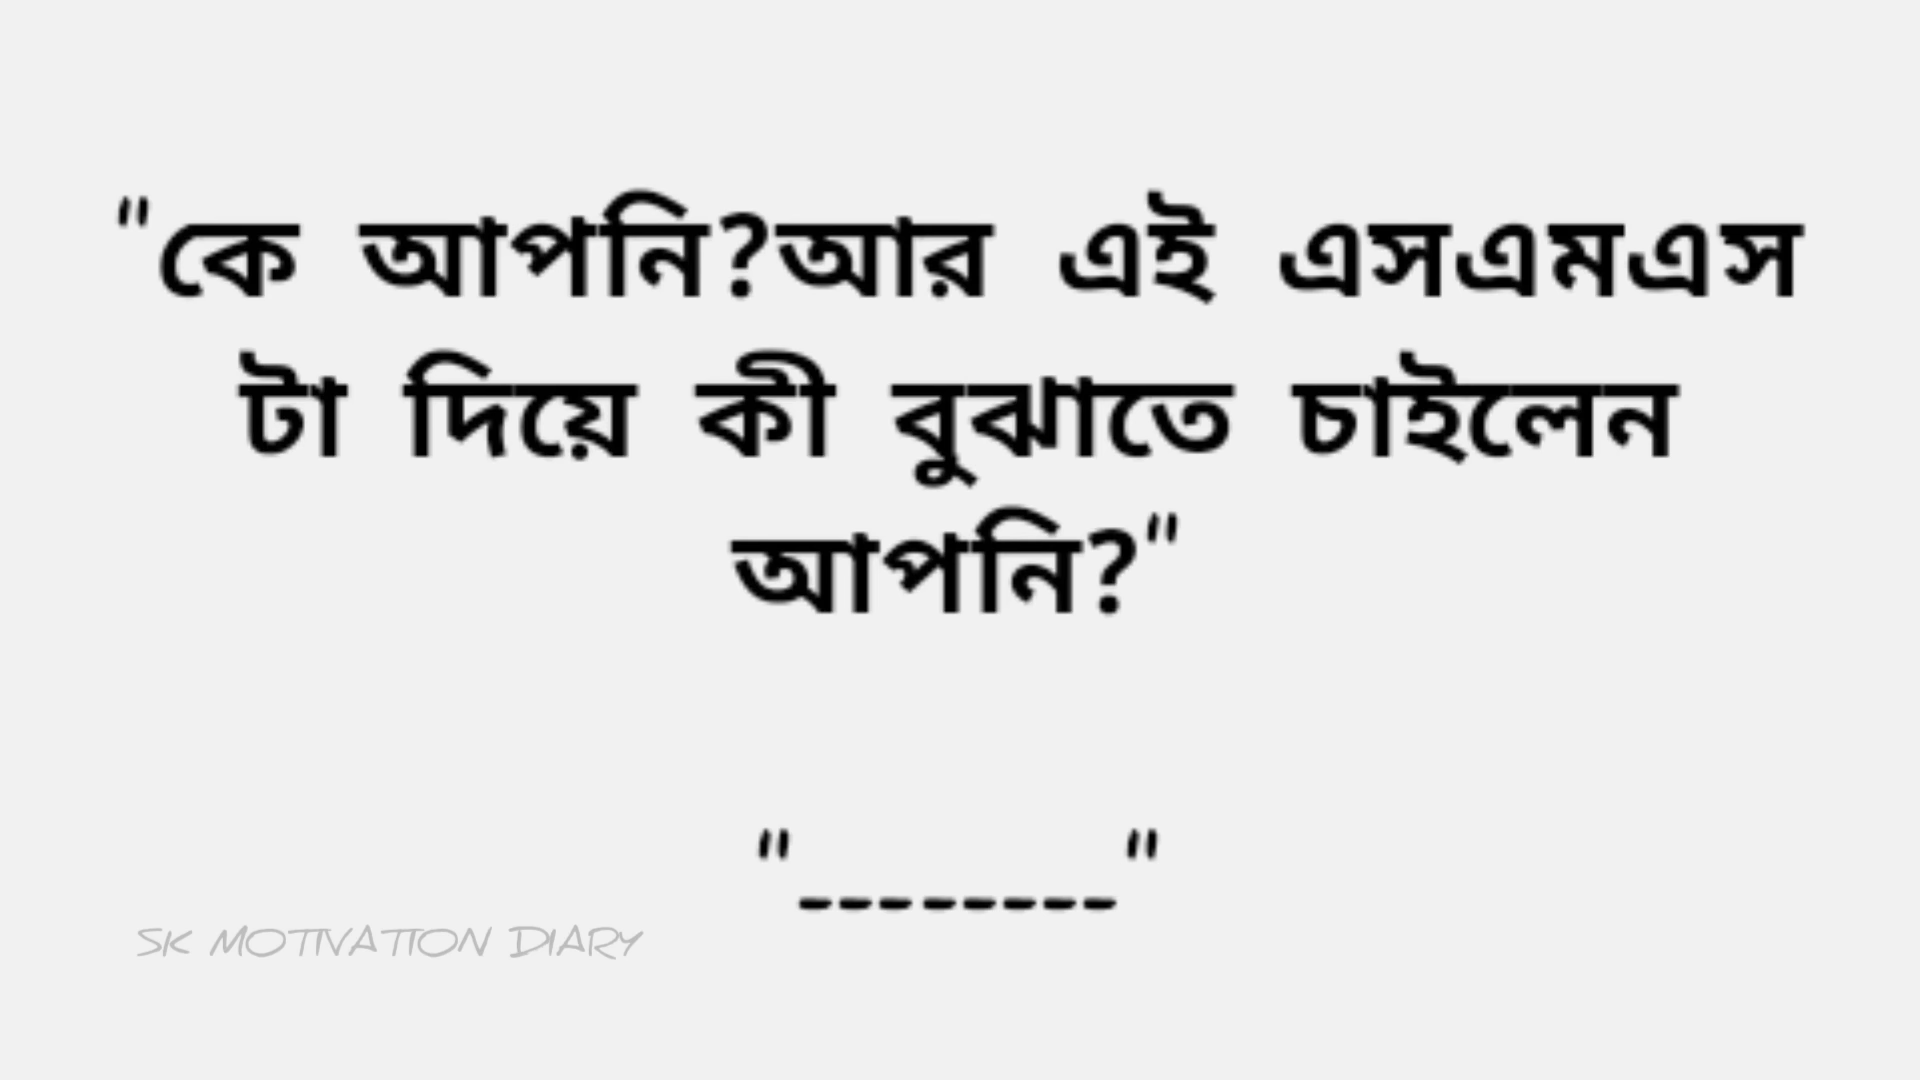 "কে আপনি?আর এই এসএমএস
টা দিয়ে কী বুঝাতে চাইলেন
আপনি?"
"--------"
SK MOTIVATION DIARY